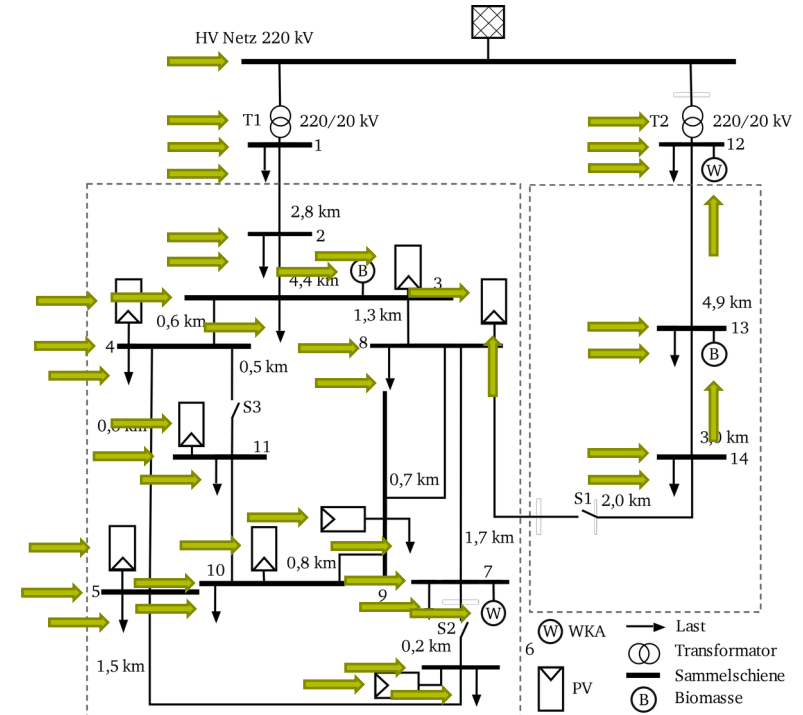 HV Netz 220 kV
T1
220/20 kV
T2
220/20 kV
1
12
W
2,8 km
2
B
4,4 km
3
4,9 km
0,6 km
1,3 km
13
4
8
B
0,5 km
S3
3,0 km
11
14
0,7 km
S1
2,0 km
1,7 km
10
0,8 km
7
5
9
W
S2
0,2 km
1,5 km
6
W
WKA
Last
Transformator
Sammelschiene
PV
B
Biomasse